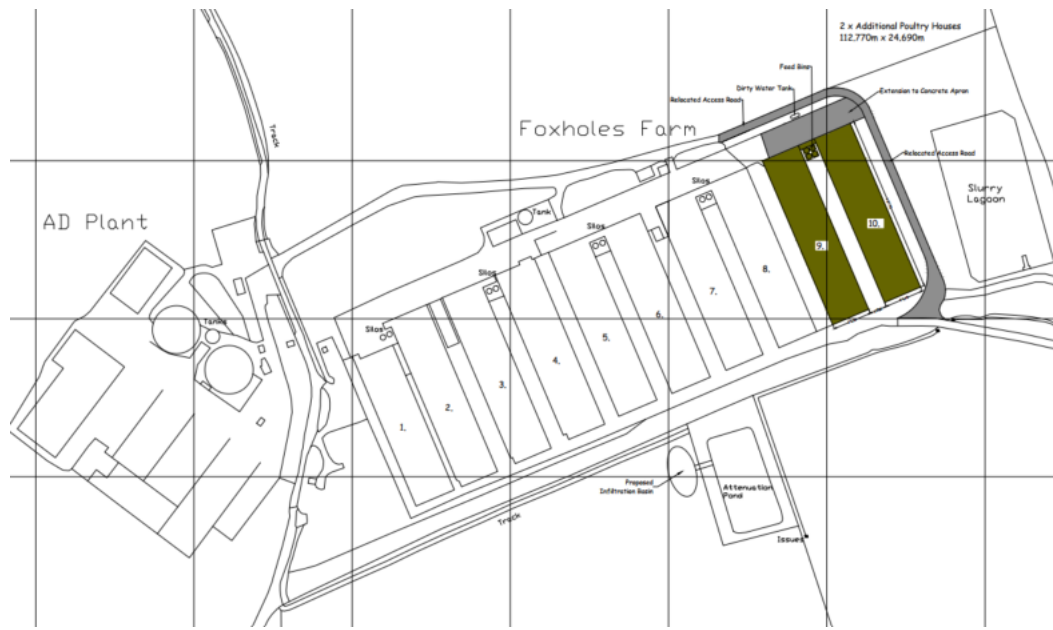 2 x Additional Poultry Houses
112,770m x 24,690m
Feed Bins
Dirty Water Tank
Extension to Concrete Apron
Relocated Access Road
Track
Foxholes Farm
Relocated Access Road
Silos
Slurry
Lagoon
AD Plant
Tank
Silos
10.
9.
8.
Silos
7.
6.
Tanks
Silos
5.
4.
3.
2.
1.
Proposed
Infiltration Basin
Attenuation
Pond
Track
Issues